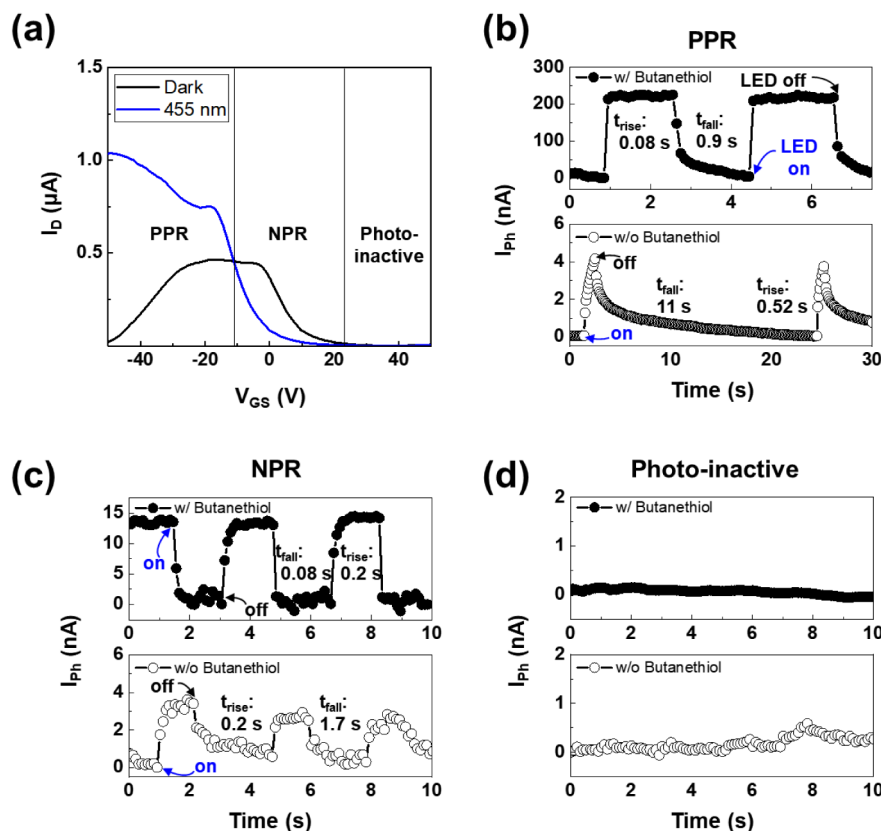 (a)
1.5
1.0
0.5
I_D (μA)
Dark
455 nm
PPR
NPR
Photo-
inactive
-40
-20
0
20
40
V_GS (V)
(b)
PPR
300
200
100
0
w/ Butanethiol
LED off
t_rise:
0.08 s
t_fall:
0.9 s
LED
on
0
2
4
6
I_Ph (nA)
6
4
2
0
w/o Butanethiol
off
on
t_fall:
11 s
t_rise:
0.52 s
0
10
20
30
Time (s)
(c)
NPR
15
10
5
0
w/ Butanethiol
on
off
t_fall:
0.08 s
t_rise:
0.2 s
0
2
4
6
8
10
I_Ph (nA)
6
4
2
0
w/o Butanethiol
off
on
t_rise:
0.2 s
t_fall:
1.7 s
0
2
4
6
8
10
Time (s)
(d)
Photo-inactive
2
1
0
w/ Butanethiol
0
2
4
6
8
10
I_Ph (nA)
2
1
0
w/o Butanethiol
0
2
4
6
8
10
Time (s)